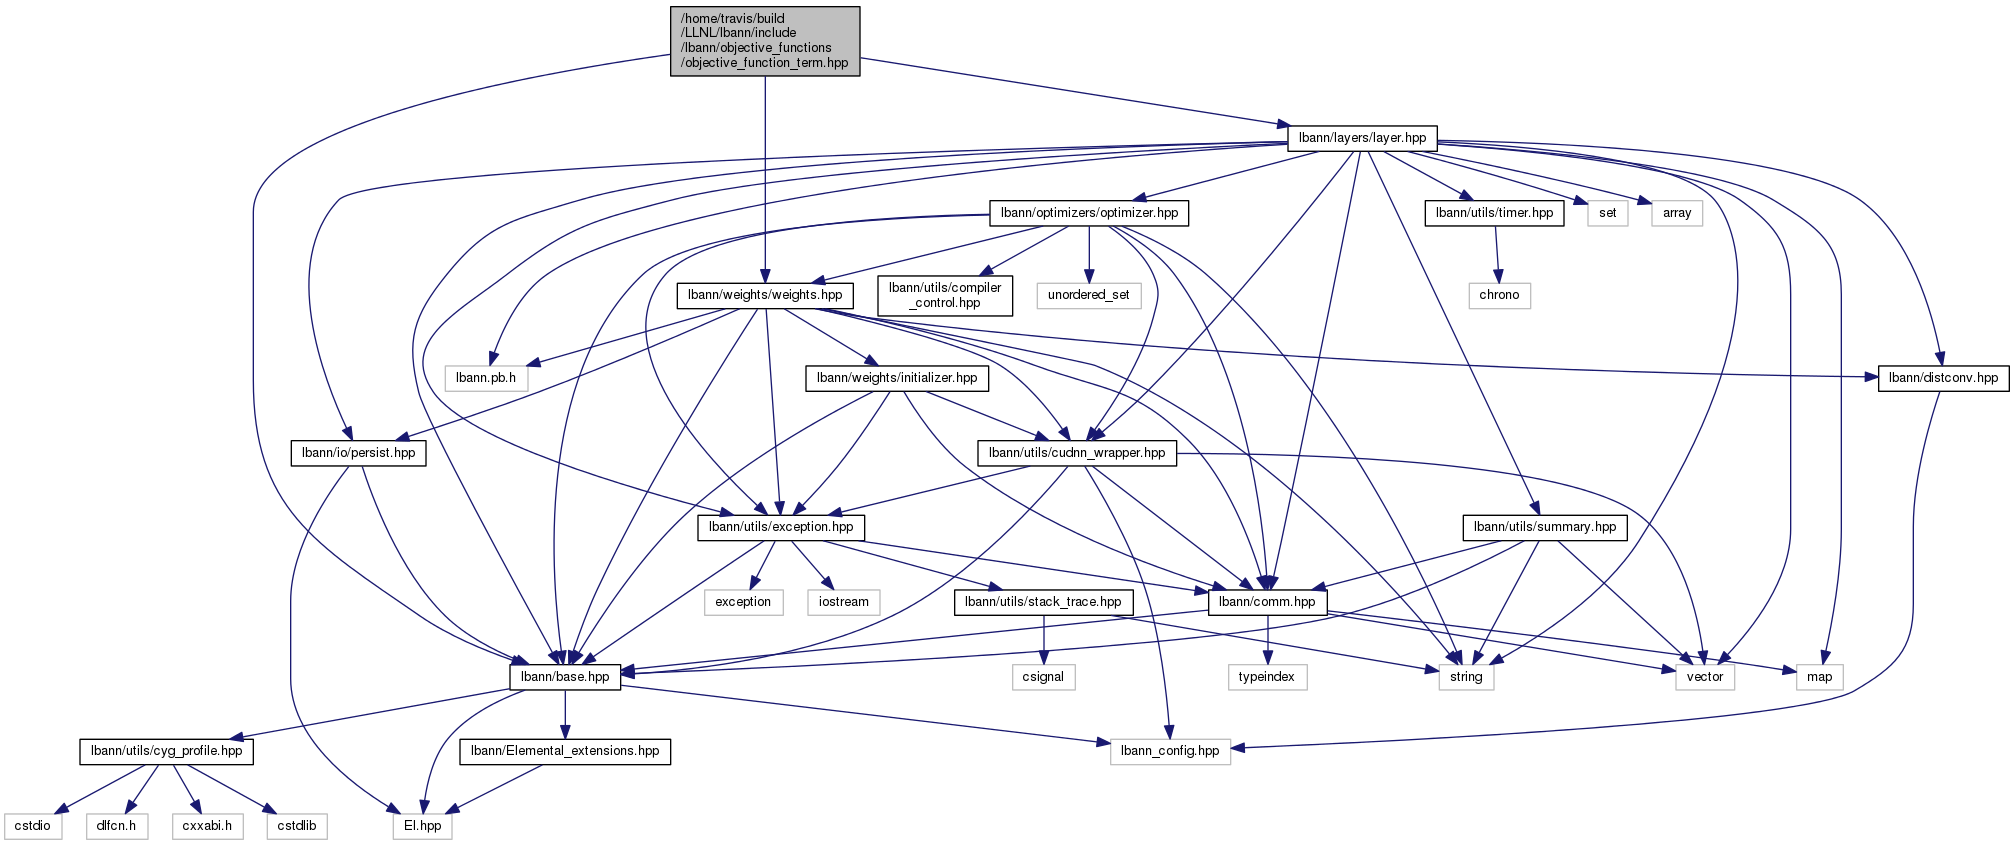 /home/travis/build
/LLNL/lbann/include
/lbann/objective_functions
/objective_function_term.hpp
lbann/layers/layer.hpp
lbann/optimizers/optimizer.hpp
lbann/utils/timer.hpp
set
array
lbann/weights/weights.hpp
lbann/utils/compiler
_control.hpp
unordered_set
chrono
lbann.pb.h
lbann/weights/initializer.hpp
lbann/distconv.hpp
lbann/io/persist.hpp
lbann/utils/cudnn_wrapper.hpp
lbann/utils/exception.hpp
lbann/utils/summary.hpp
exception
iostream
lbann/utils/stack_trace.hpp
lbann/comm.hpp
lbann/base.hpp
csignal
typeindex
string
vector
map
lbann/utils/cyg_profile.hpp
lbann/Elemental_extensions.hpp
lbann_config.hpp
cstdio
dlfcn.h
cxxabi.h
cstdlib
El.hpp